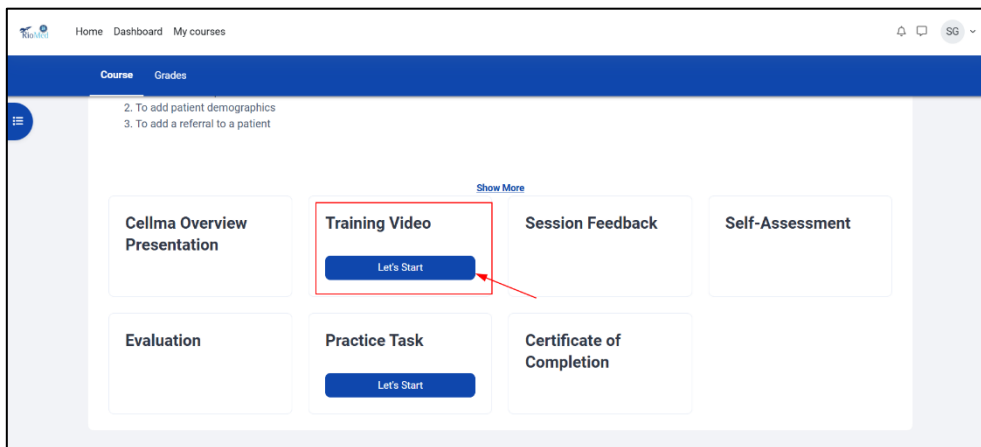 RioMed
Home Dashboard My courses
SG
Course Grades
2. To add patient demographics
3. To add a referral to a patient
Show More
Cellma Overview
Presentation
Training Video
Let's Start
Session Feedback
Self-Assessment
Evaluation
Practice Task
Let's Start
Certificate of
Completion